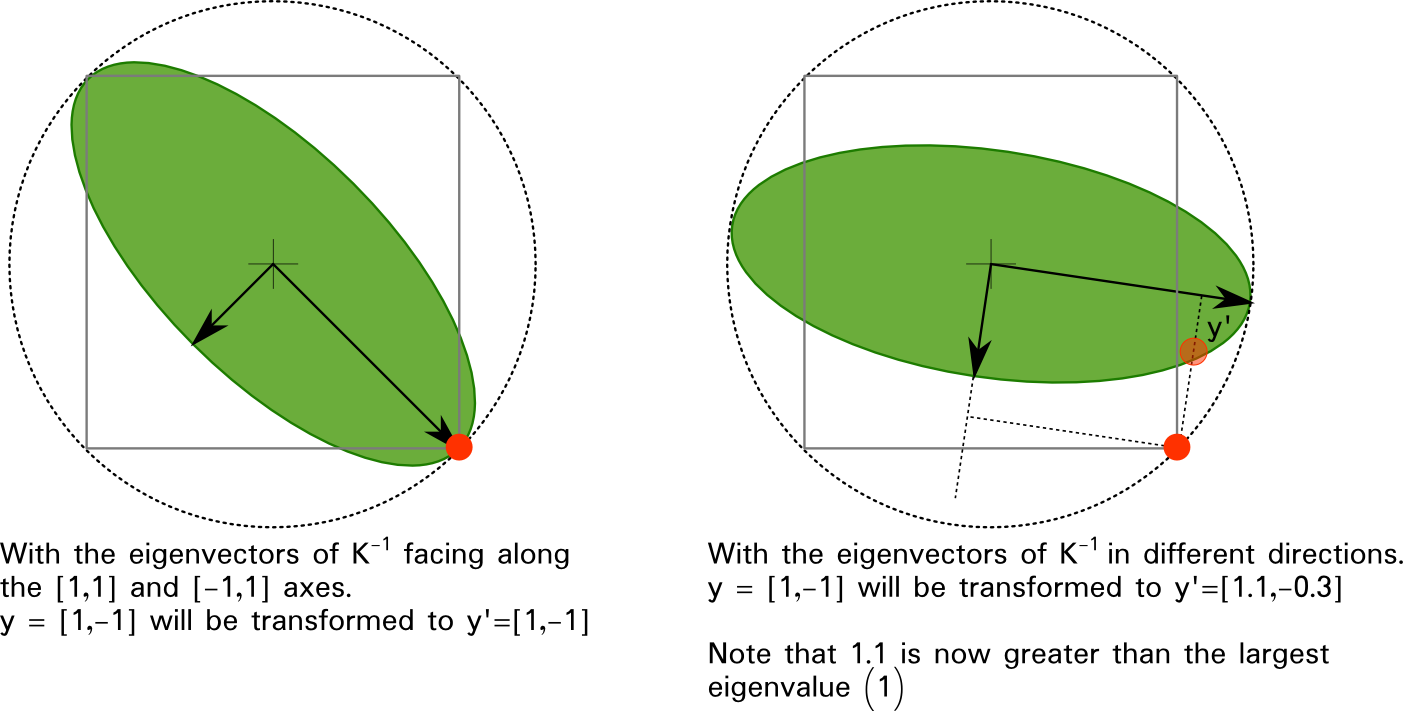 y'
With the eigenvectors of K⁻¹ facing along
the [1,1] and [-1,1] axes.
y = [1,-1] will be transformed to y'=[1,-1]
With the eigenvectors of K⁻¹ in different directions.
y = [1,-1] will be transformed to y'=[1.1,-0.3]
Note that 1.1 is now greater than the largest
eigenvalue (1)